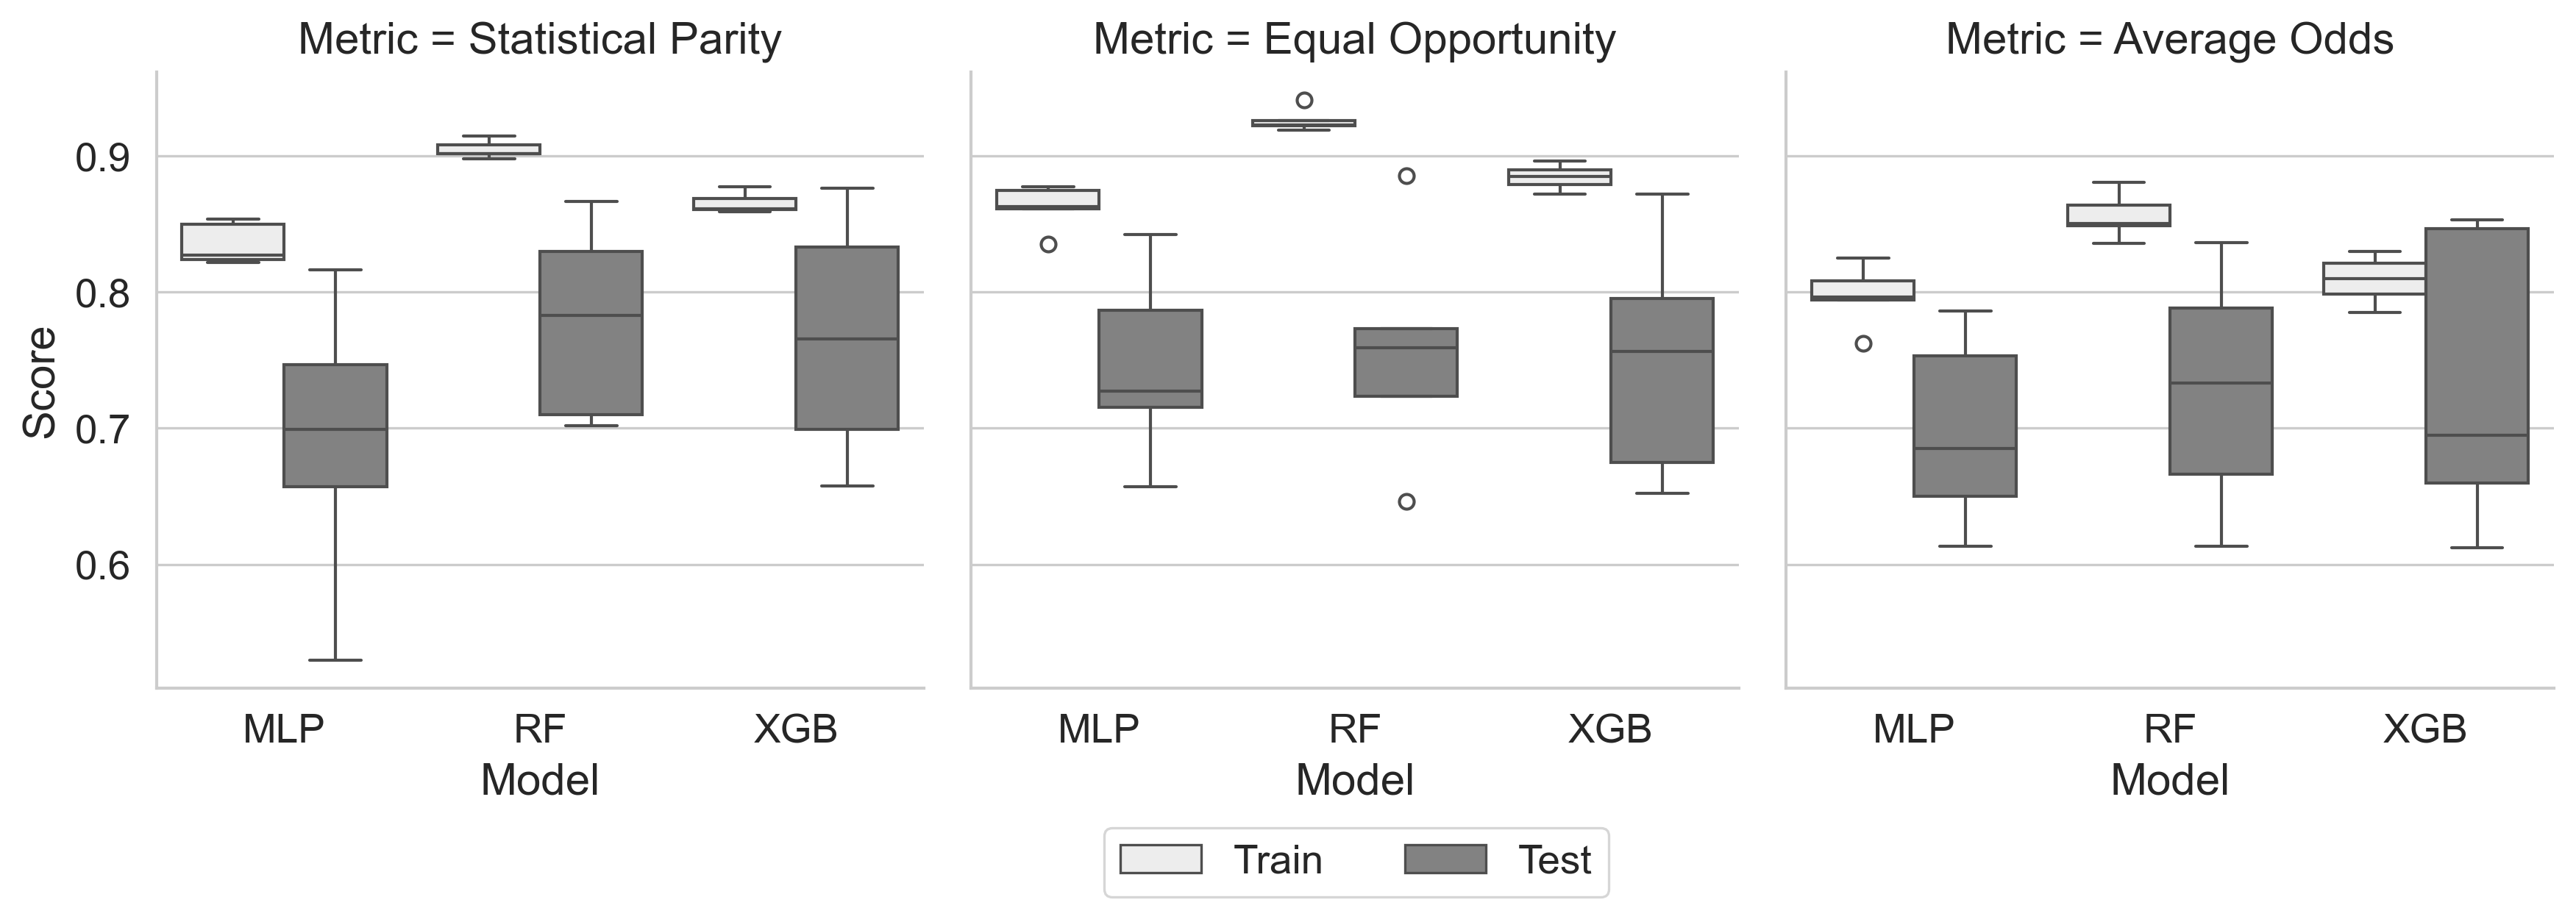 Metric = Statistical Parity
Metric = Equal Opportunity
Metric = Average Odds
Score
0.9
0.8
0.7
0.6
MLP RF XGB
MLP RF XGB
MLP RF XGB
Model
Model
Model
Train Test